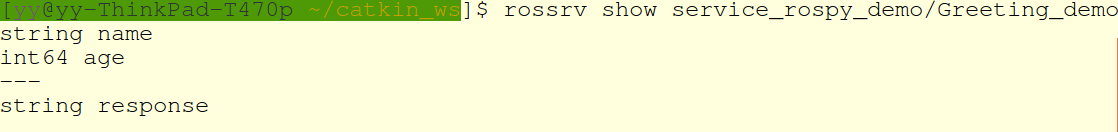 [yy@yy-ThinkPad-T470p ~/catkin_ws]$ rossrv show service_rospy_demo/Greeting_demo
string name
int64 age
---
string response